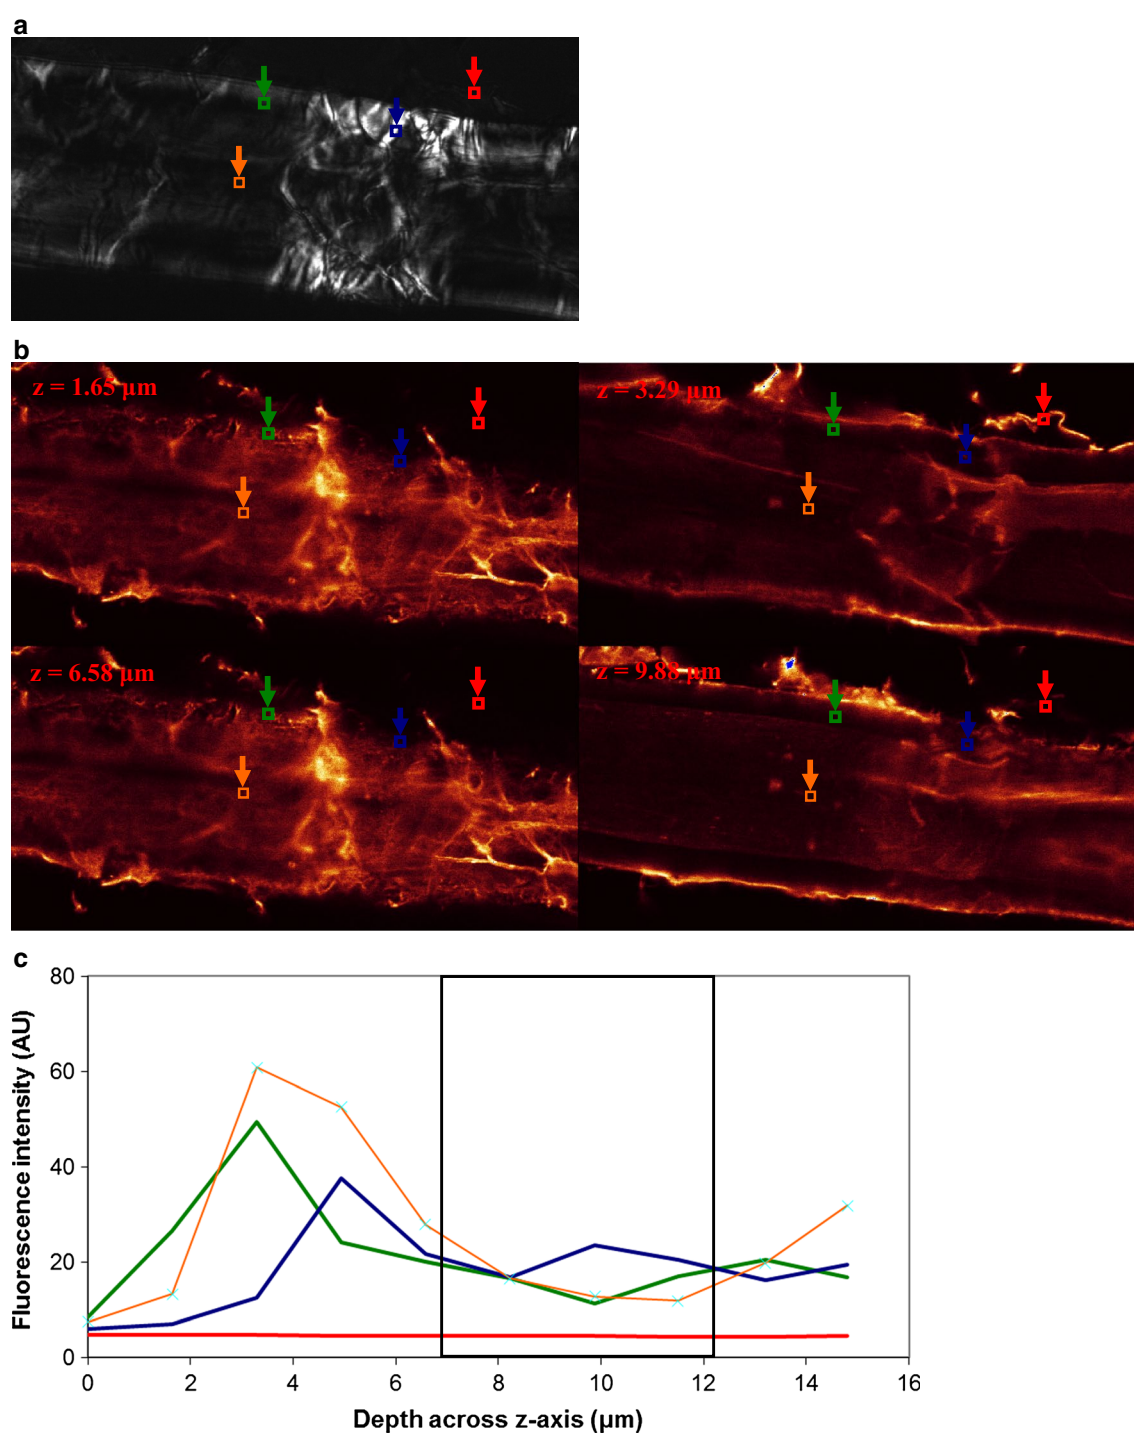 a
b
z = 1.65 µm
z = 3.29 µm
z = 6.58 µm
z = 9.88 µm
c
80
60
40
20
0
Fluorescence intensity (AU)
0 2 4 6 8 10 12 14 16
Depth across z-axis (µm)